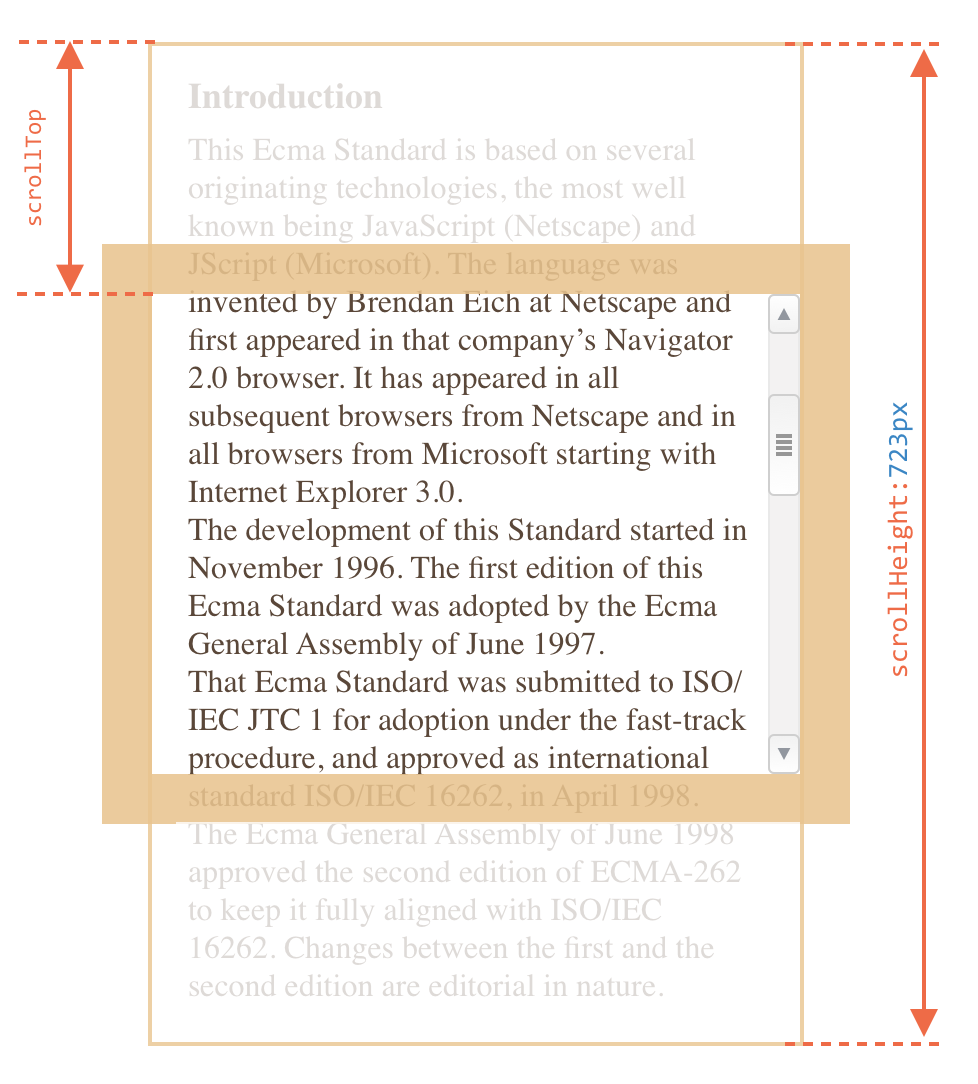 scrollTop
Introduction
This Ecma Standard is based on several
originating technologies, the most well
known being JavaScript (Netscape) and
JScript (Microsoft). The language was
invented by Brendan Eich at Netscape and
first appeared in that company’s Navigator
2.0 browser. It has appeared in all
subsequent browsers from Netscape and in
all browsers from Microsoft starting with
Internet Explorer 3.0.
The development of this Standard started in
November 1996. The first edition of this
Ecma Standard was adopted by the Ecma
General Assembly of June 1997.
That Ecma Standard was submitted to ISO/
IEC JTC 1 for adoption under the fast-track
procedure, and approved as international
standard ISO/IEC 16262, in April 1998.
The Ecma General Assembly of June 1998
approved the second edition of ECMA-262
to keep it fully aligned with ISO/IEC
16262. Changes between the first and the
second edition are editorial in nature.
scrollHeight:723px